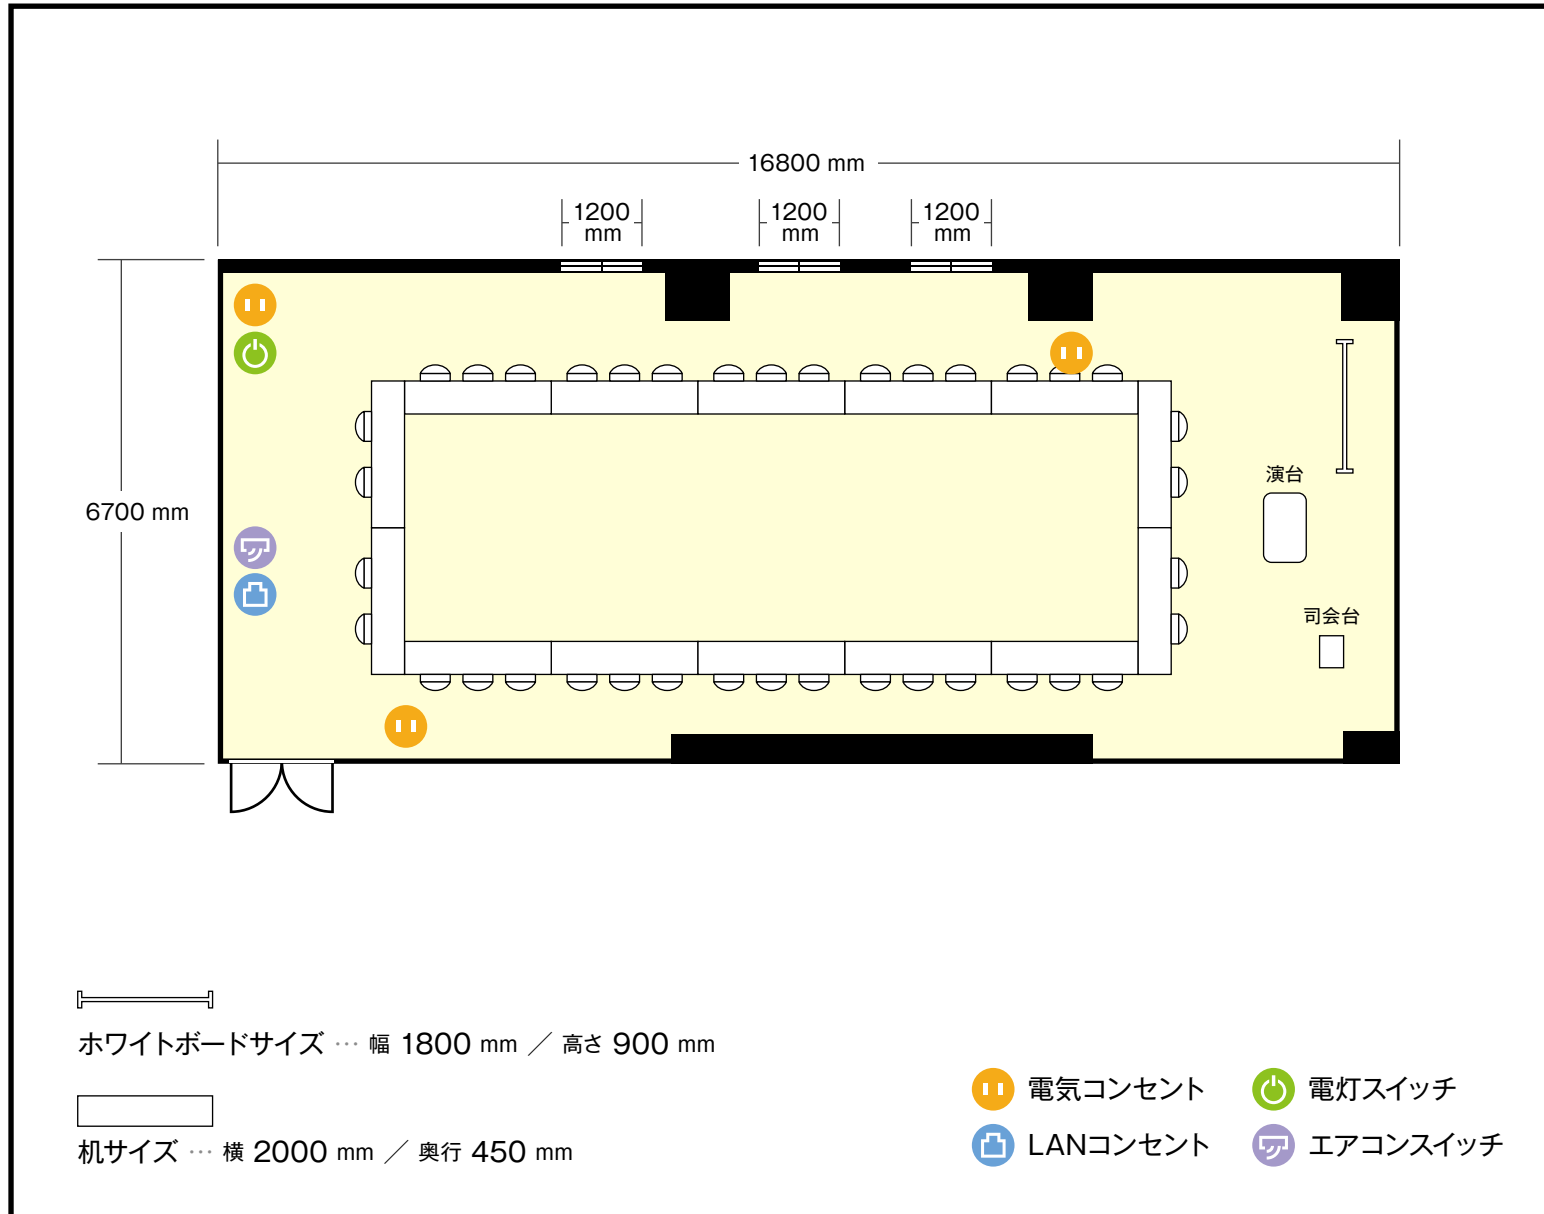 16800 mm
1200 mm
1200 mm
1200 mm
6700 mm
演台
司会台
ホワイトボードサイズ … 幅 1800 mm ／ 高さ 900 mm
机サイズ … 横 2000 mm ／ 奥行 450 mm
電気コンセント
電灯スイッチ
LANコンセント
エアコンスイッチ